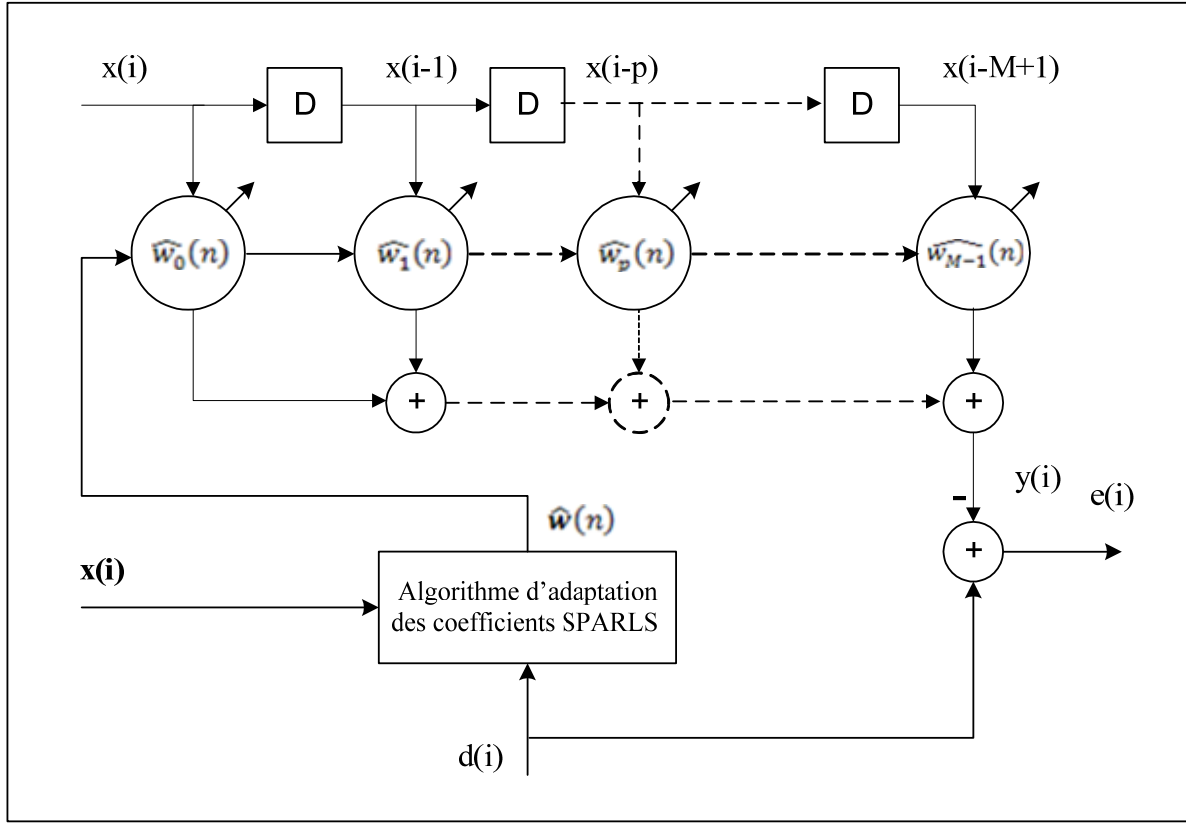 x(i) x(i-1) x(i-p) x(i-M+1)
D D D
ŵ₀(n) ŵ₁(n) ŵₚ(n) ŵ_{M−1}(n)
+ + +
- y(i) e(i)
ŵ(n)
+
x(i)
Algorithme d’adaptation
des coefficients SPARLS
d(i)